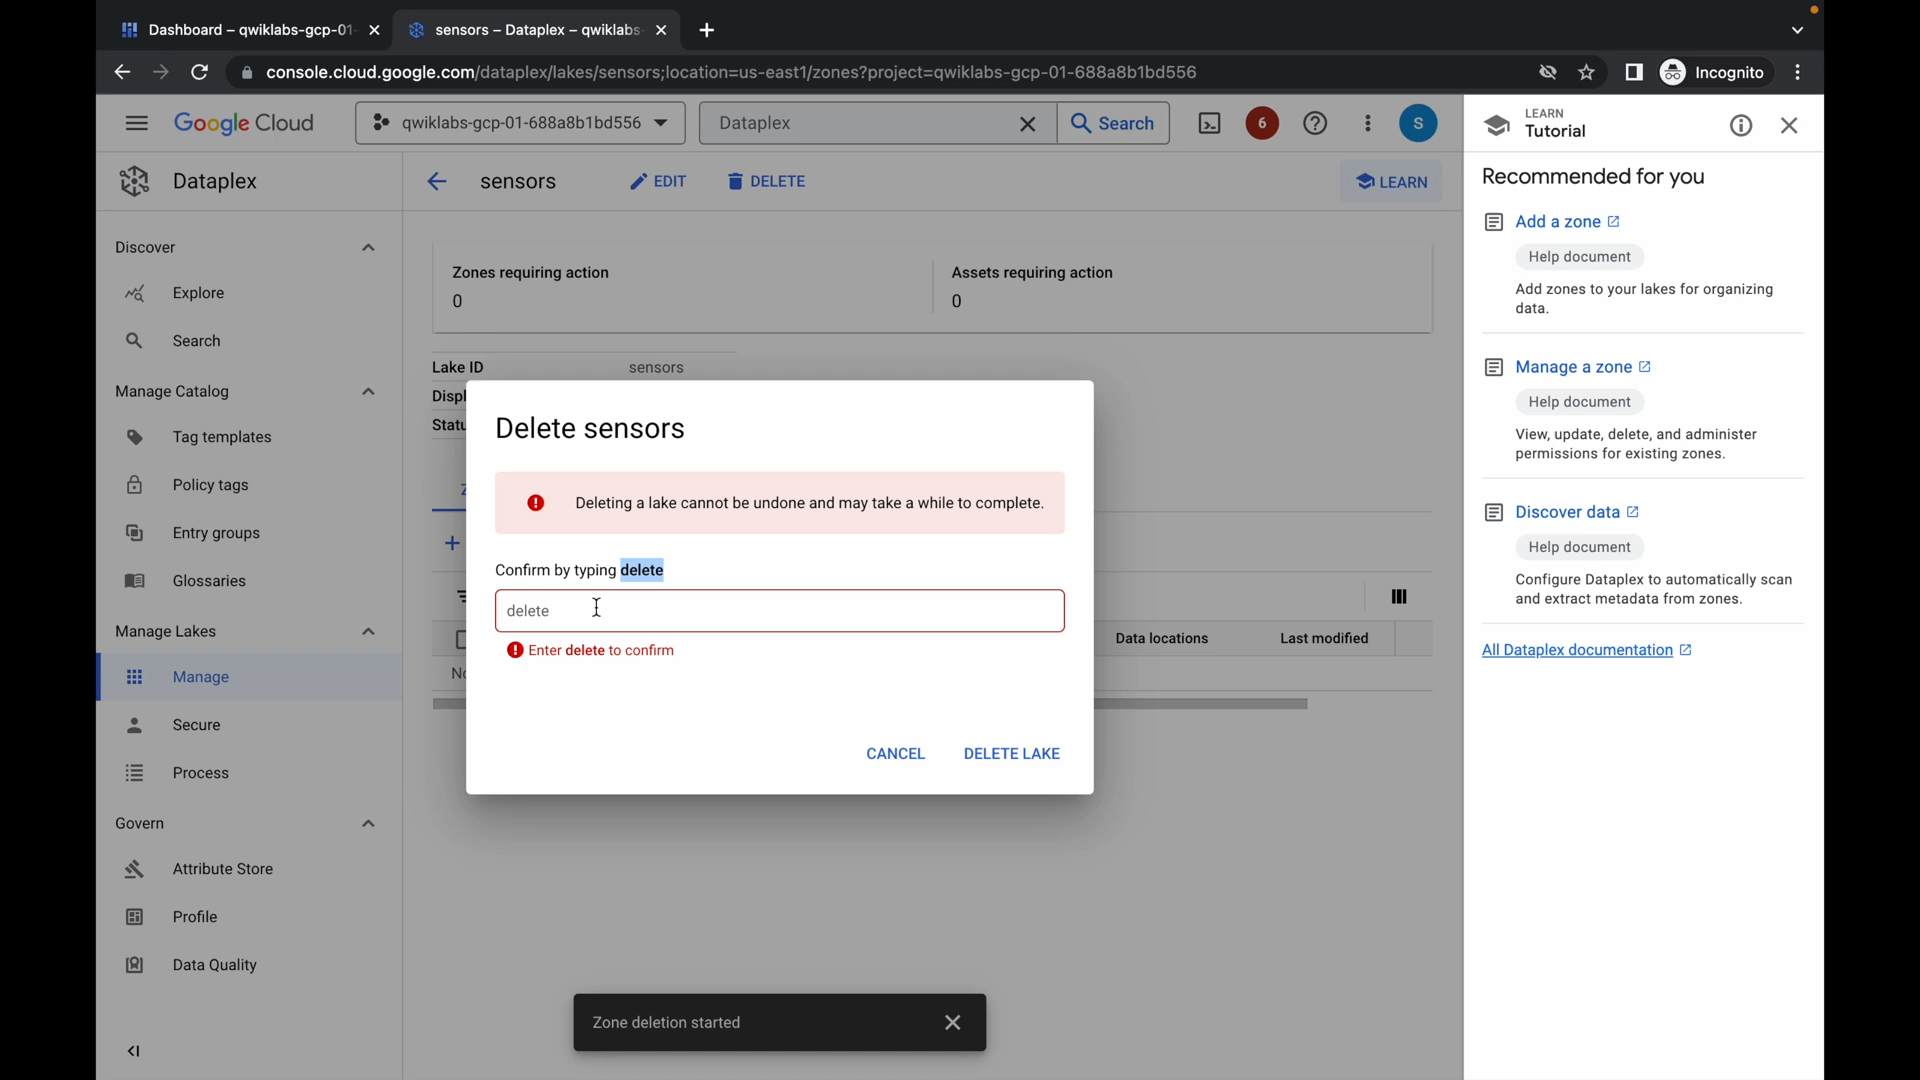 Dashboard – qwiklabs-gcp-01-
sensors – Dataplex – qwiklabs-
console.cloud.google.com/dataplex/lakes/sensors;location=us-east1/zones?project=qwiklabs-gcp-01-688a8b1bd556
Incognito
Google Cloud
qwiklabs-gcp-01-688a8b1bd556
Dataplex
Search
6
S
LEARN
Tutorial
Dataplex
sensors
EDIT
DELETE
LEARN
Discover
Explore
Search
Manage Catalog
Tag templates
Policy tags
Entry groups
Glossaries
Manage Lakes
Manage
Secure
Process
Govern
Attribute Store
Profile
Data Quality
Zones requiring action
0
Assets requiring action
0
Lake ID
sensors
Data locations
Last modified
Delete sensors
Deleting a lake cannot be undone and may take a while to complete.
Confirm by typing delete
delete
Enter delete to confirm
CANCEL
DELETE LAKE
Zone deletion started
Recommended for you
Add a zone
Help document
Add zones to your lakes for organizing
data.
Manage a zone
Help document
View, update, delete, and administer
permissions for existing zones.
Discover data
Help document
Configure Dataplex to automatically scan
and extract metadata from zones.
All Dataplex documentation